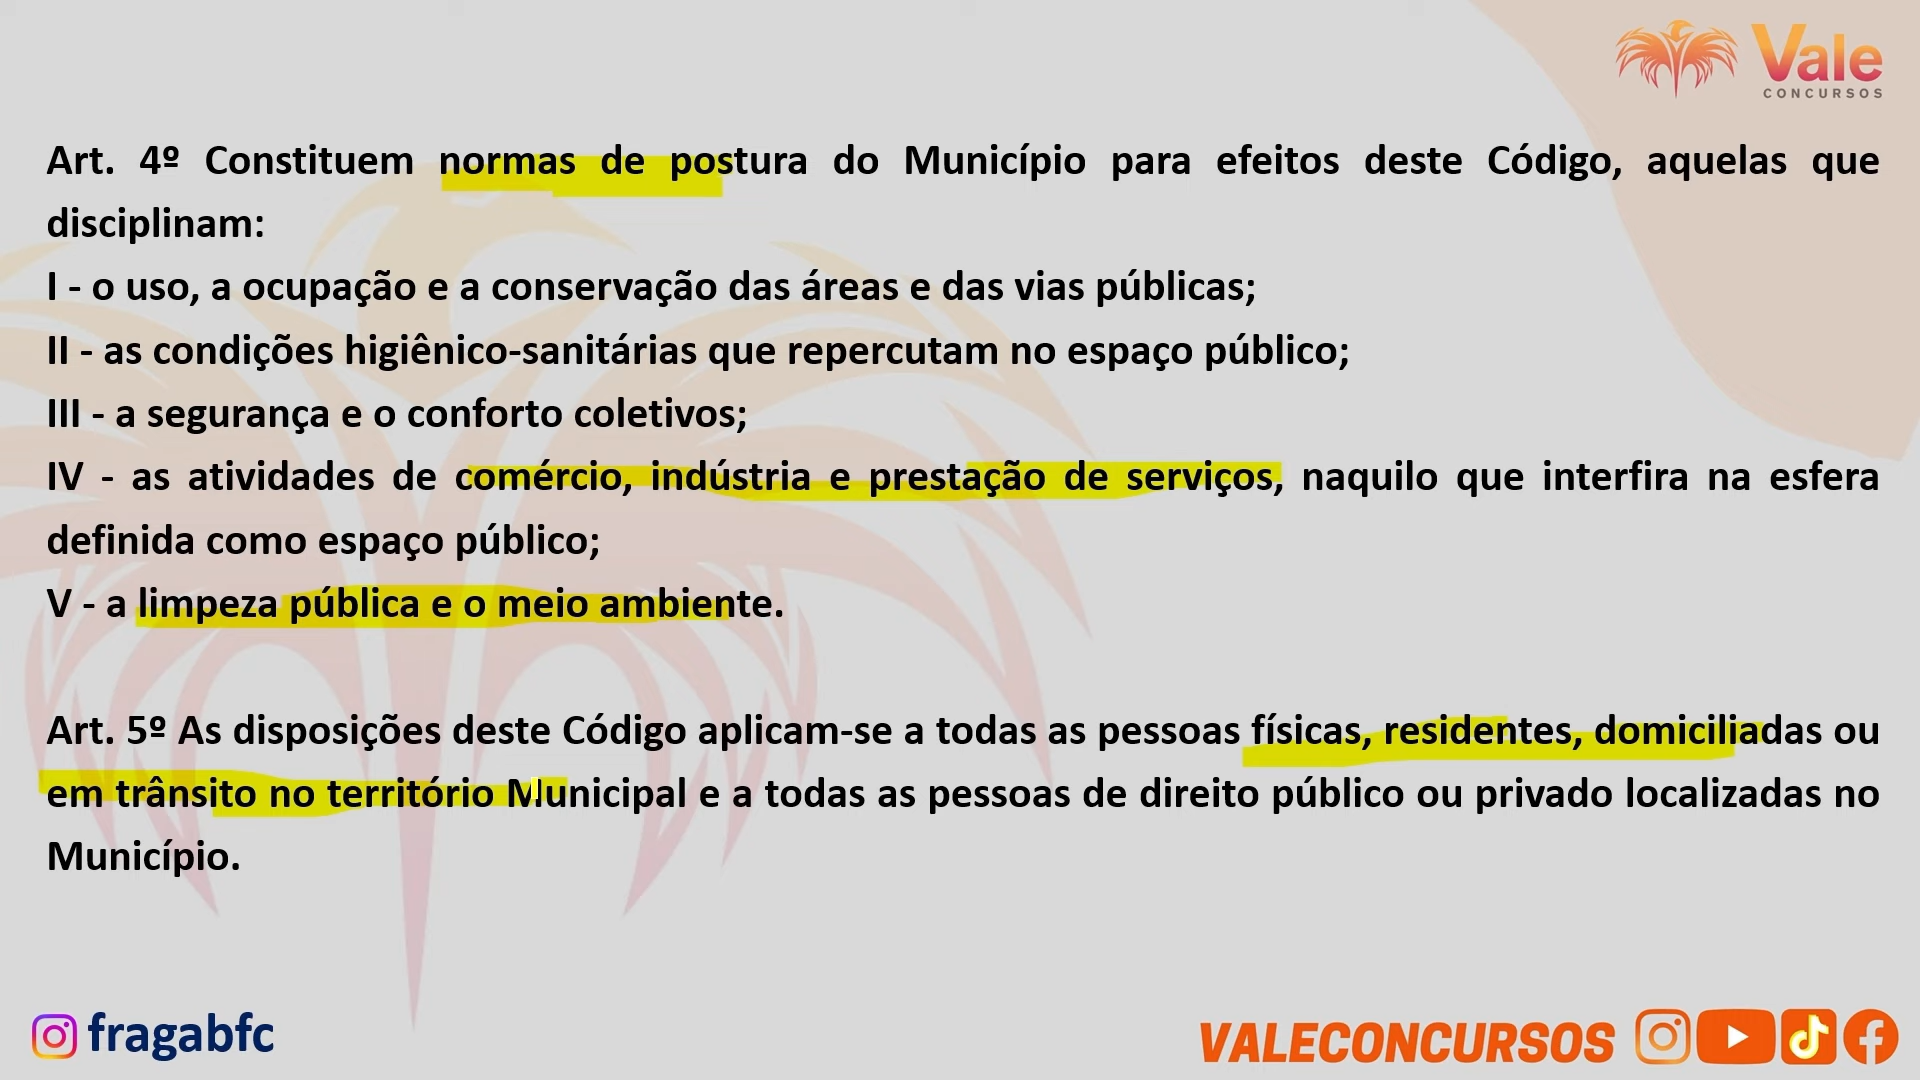 Vale
CONCURSOS
Art. 4º Constituem normas de postura do Município para efeitos deste Código, aquelas que
disciplinam:
I - o uso, a ocupação e a conservação das áreas e das vias públicas;
II - as condições higiênico-sanitárias que repercutam no espaço público;
III - a segurança e o conforto coletivos;
IV - as atividades de comércio, indústria e prestação de serviços, naquilo que interfira na esfera
definida como espaço público;
V - a limpeza pública e o meio ambiente.
Art. 5º As disposições deste Código aplicam-se a todas as pessoas físicas, residentes, domiciliadas ou
em trânsito no território Municipal e a todas as pessoas de direito público ou privado localizadas no
Município.
fragabfc
VALECONCURSOS